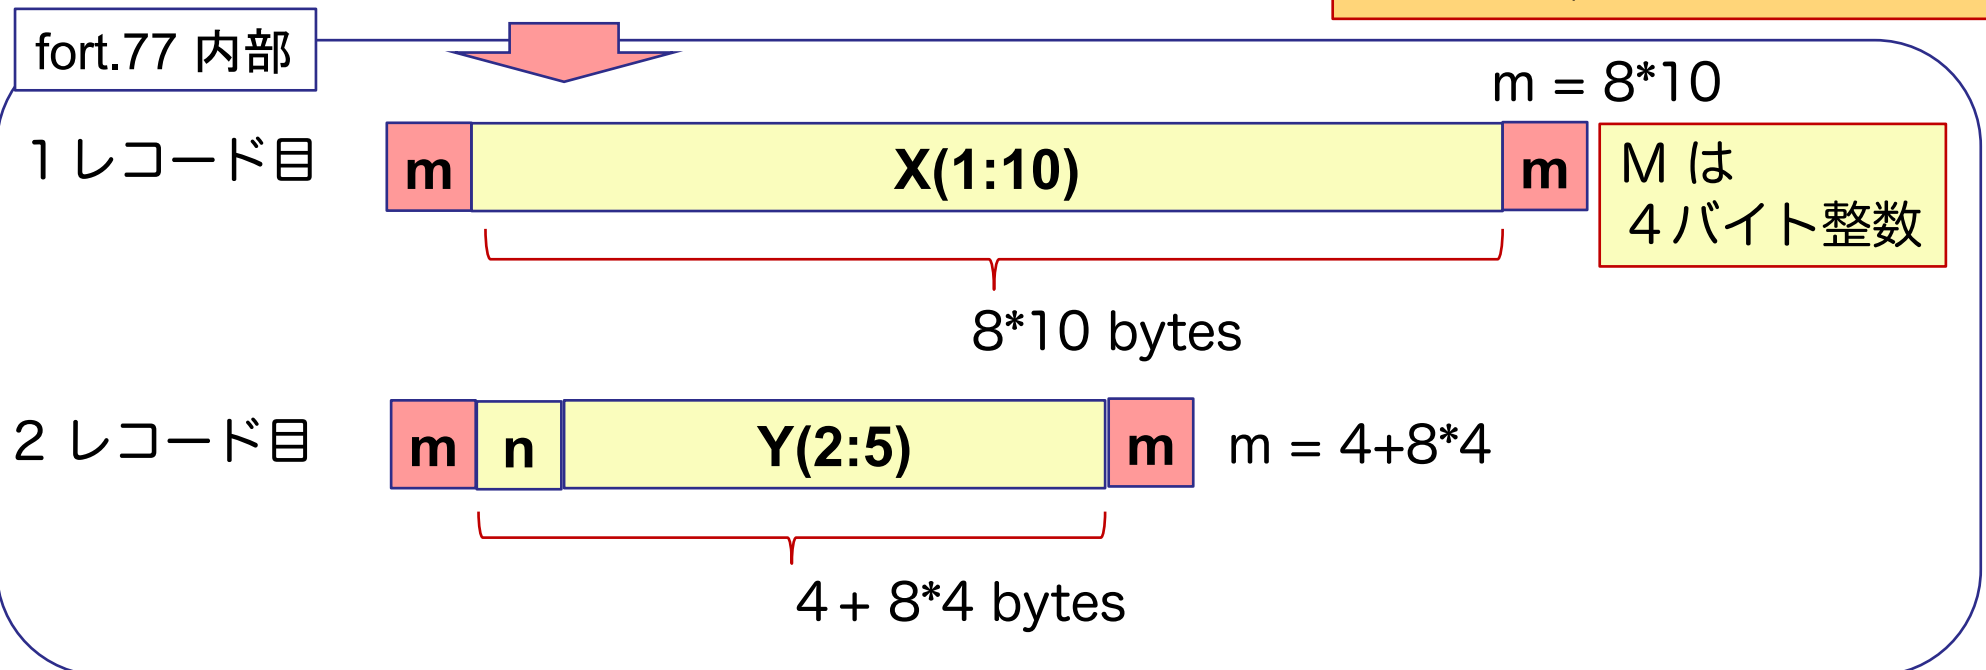 fort.77 内部
m = 8*10
1 レコード目
m
X(1:10)
m
M は
4 バイト整数
8*10 bytes
2 レコード目
m
n
Y(2:5)
m
m = 4+8*4
4 + 8*4 bytes